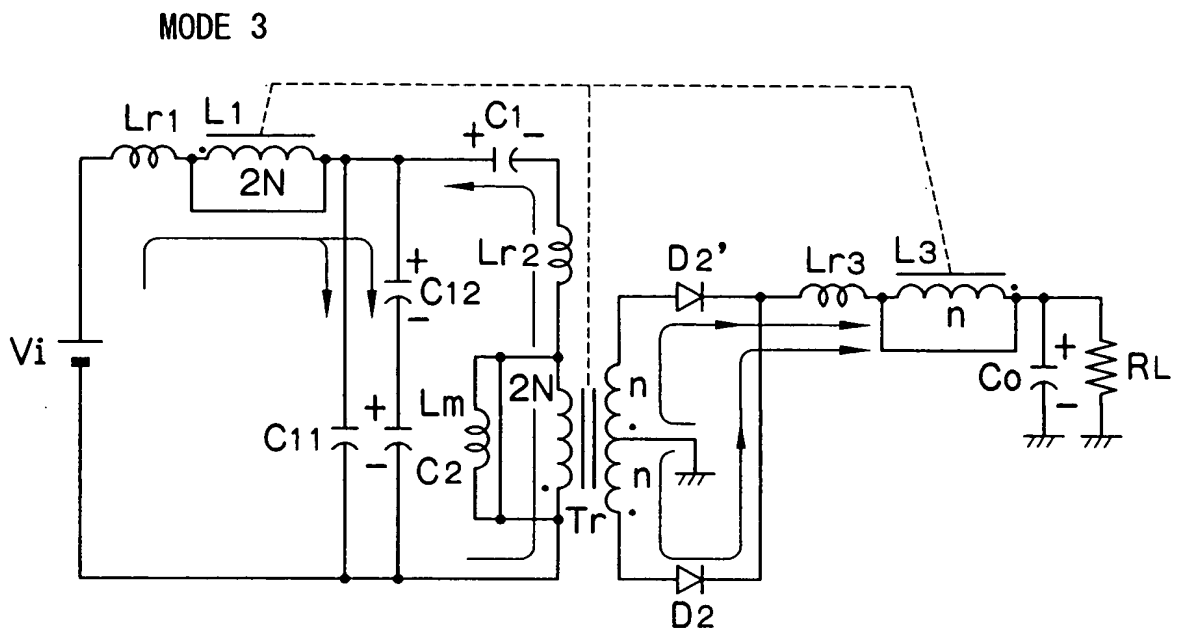 MODE 3
Lr1
L1
2N
+ C1 -
Lr2
D2'
Lr3
L3
n
+
C12
-
Vi
Lm
2N
n
Co
+
-
RL
C11
+
-
C2
n
Tr
D2